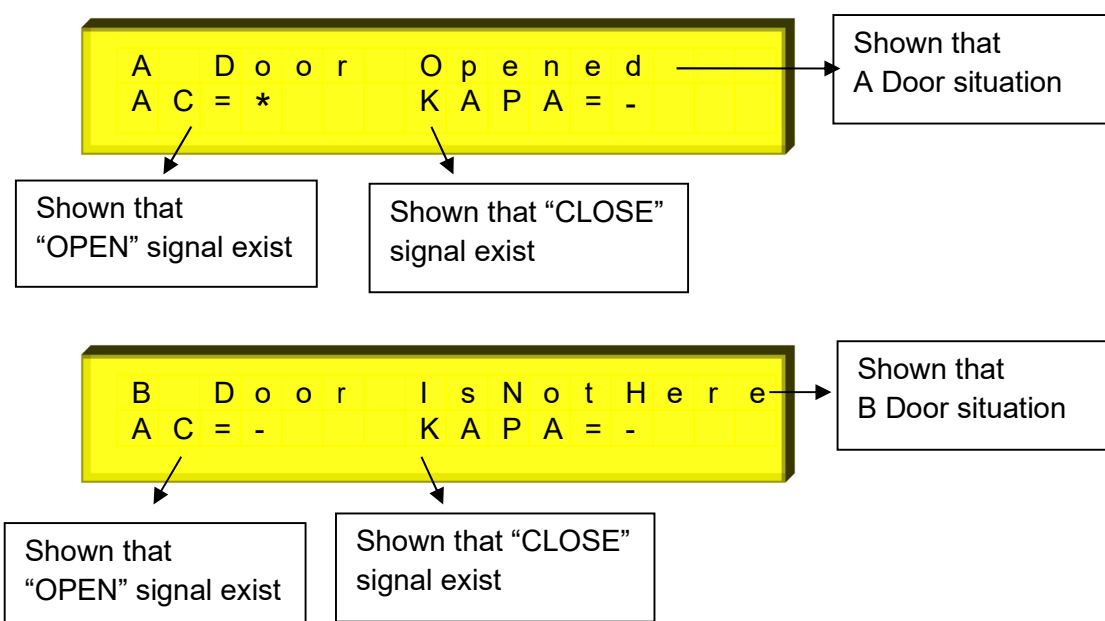 A Door Opened
AC=* KAPA=-
Shown that
A Door situation
Shown that
“OPEN” signal exist
Shown that “CLOSE”
signal exist
B Door IsNotHere
AC=- KAPA=-
Shown that
B Door situation
Shown that
“OPEN” signal exist
Shown that “CLOSE”
signal exist